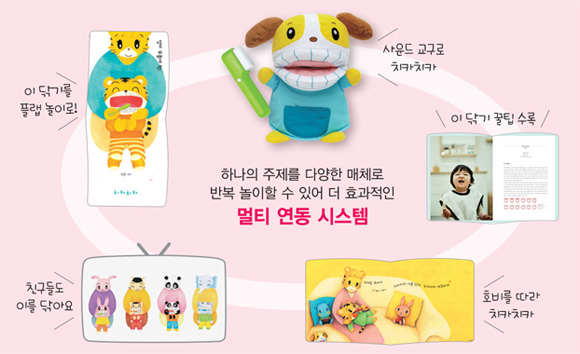 이 닦기를
플랩 놀이로!
치카치카
사운드 교구로
치카치카
이 닦기 꿀팁 수록
하나의 주제를 다양한 매체로
반복 놀이할 수 있어 더 효과적인
멀티 연동 시스템
친구들도
이를 닦아요
호비를 따라
치카치카